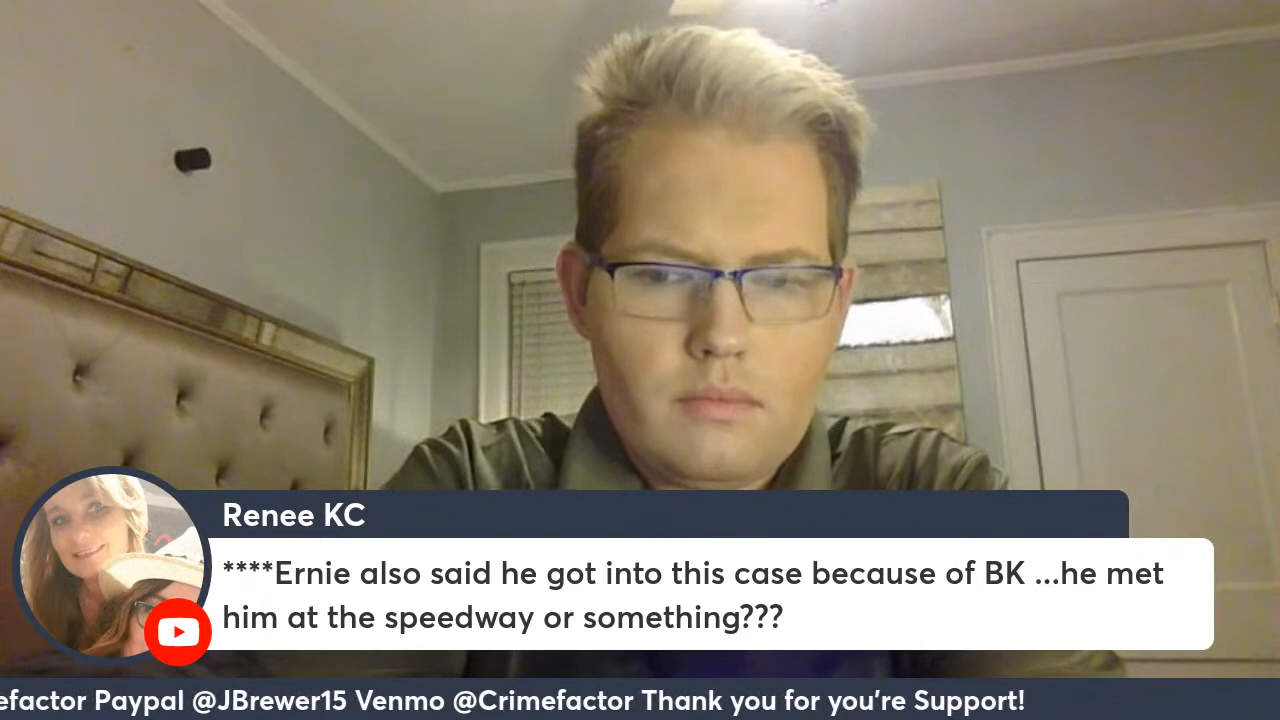 Renee KC
****Ernie also said he got into this case because of BK ...he met
him at the speedway or something???
efactor Paypal @JBrewer15 Venmo @Crimefactor Thank you for you're Support!